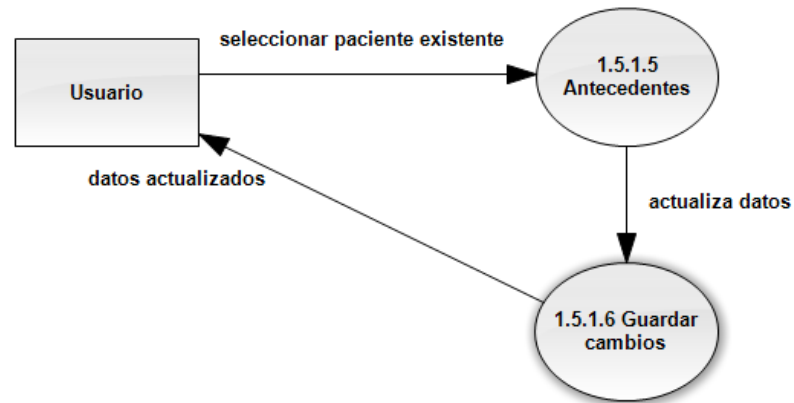 seleccionar paciente existente
Usuario
1.5.1.5
Antecedentes
datos actualizados
actualiza datos
1.5.1.6 Guardar
cambios